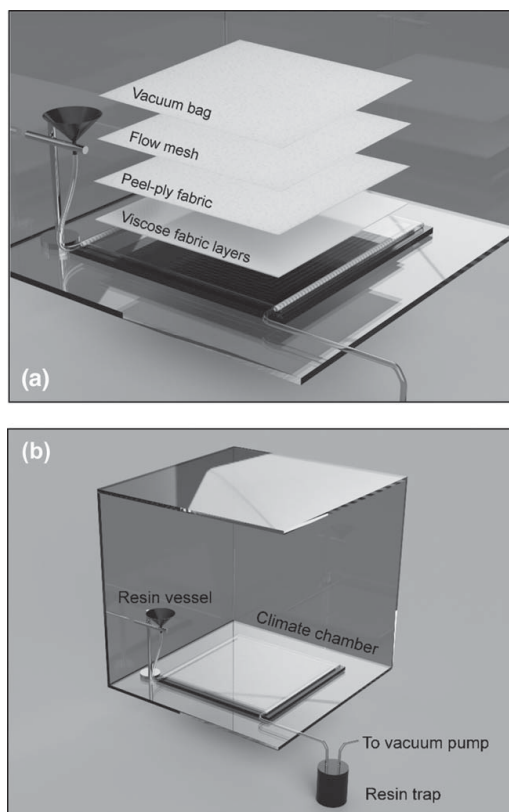 Vacuum bag
Flow mesh
Peel-ply fabric
Viscose fabric layers
(a)
(b)
Resin vessel
Climate chamber
To vacuum pump
Resin trap